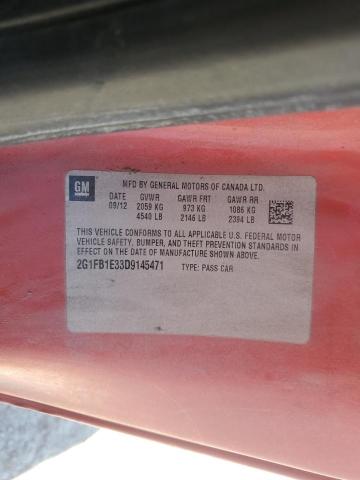 GM
MFD BY GENERAL MOTORS OF CANADA LTD.
DATE GVWR GAWR FRT GAWR RR
09/12 2059 KG 973 KG 1086 KG
4540 LB 2146 LB 2394 LB
THIS VEHICLE CONFORMS TO ALL APPLICABLE U.S. FEDERAL MOTOR
VEHICLE SAFETY, BUMPER, AND THEFT PREVENTION STANDARDS IN
EFFECT ON THE DATE OF MANUFACTURE SHOWN ABOVE.
2G1FB1E33D9145471 TYPE: PASS CAR